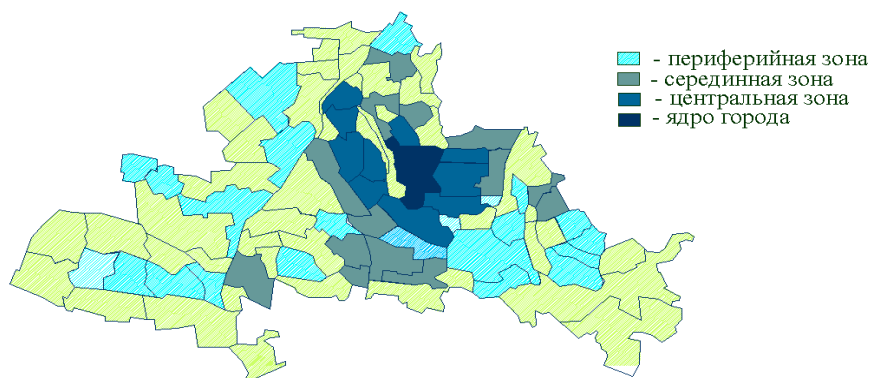 - периферийная зона
- серединная зона
- центральная зона
- ядро города